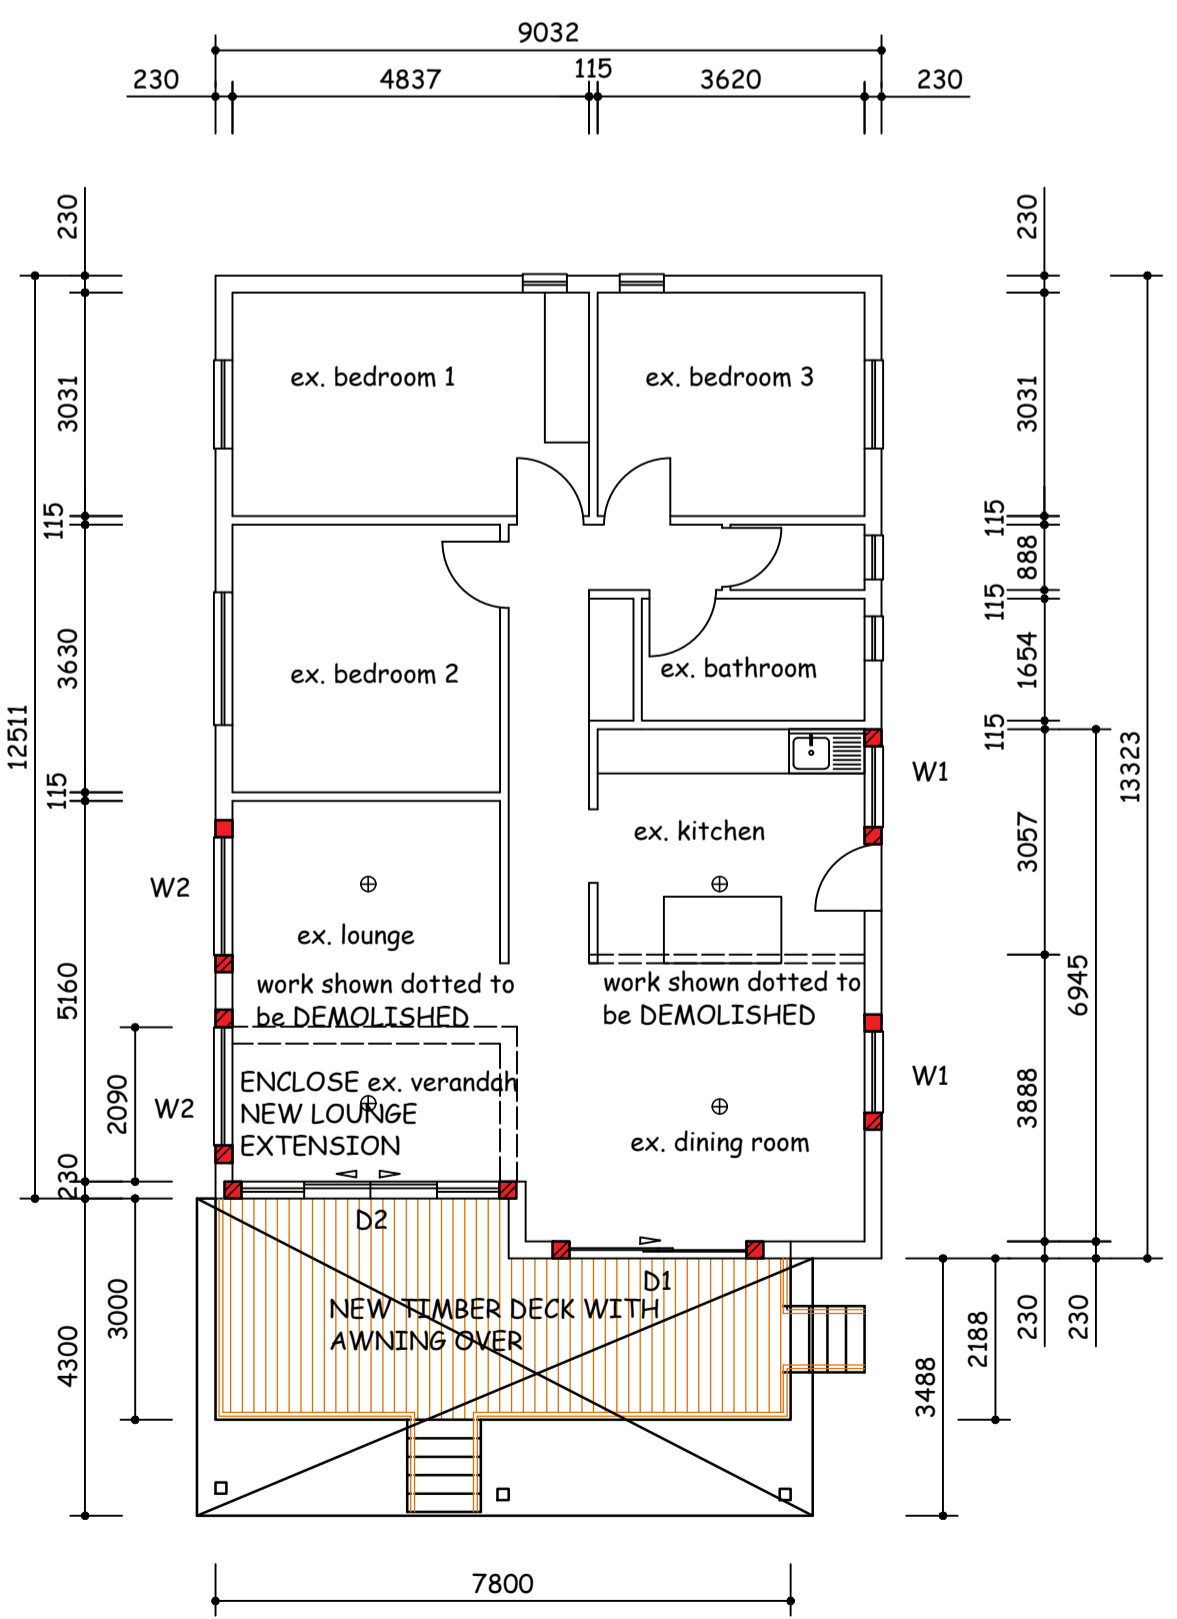 9032
230
4837
115
3620
230
230
230
ex. bedroom 1
ex. bedroom 3
3031
3031
115
115
888
115
ex. bedroom 2
ex. bathroom
3630
1654
12511
115
115
13323
W1
ex. kitchen
3057
W2
ex. lounge
work shown dotted to
be DEMOLISHED
work shown dotted to
be DEMOLISHED
5160
6945
ENCLOSE ex. verandah
NEW LOUNGE
EXTENSION
W2
2090
W1
3888
ex. dining room
230
D2
D1
NEW TIMBER DECK WITH
AWNING OVER
3000
4300
230
230
2188
3488
7800